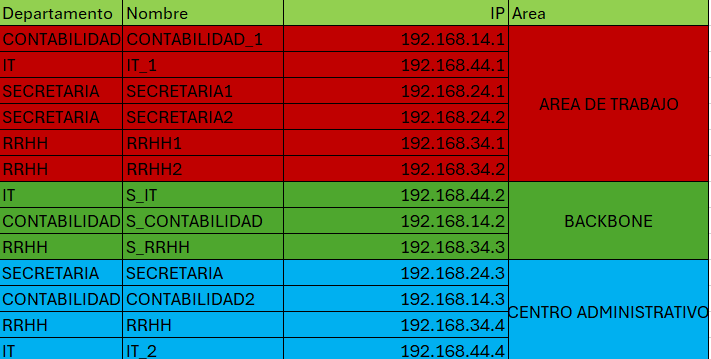 Departamento Nombre IP Area
CONTABILIDAD CONTABILIDAD_1 192.168.14.1
IT IT_1 192.168.44.1
SECRETARIA SECRETARIA1 192.168.24.1
SECRETARIA SECRETARIA2 192.168.24.2
AREA DE TRABAJO
RRHH RRHH1 192.168.34.1
RRHH RRHH2 192.168.34.2
IT S_IT 192.168.44.2
CONTABILIDAD S_CONTABILIDAD 192.168.14.2 BACKBONE
RRHH S_RRHH 192.168.34.3
SECRETARIA SECRETARIA 192.168.24.3
CONTABILIDAD CONTABILIDAD2 192.168.14.3
CENTRO ADMINISTRATIVO
RRHH RRHH 192.168.34.4
IT IT_2 192.168.44.4